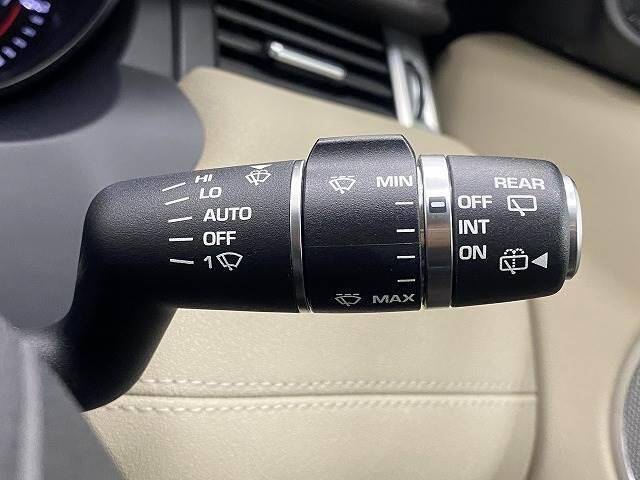 HI
LO
AUTO
OFF
1
MIN
MAX
REAR
OFF
INT
ON